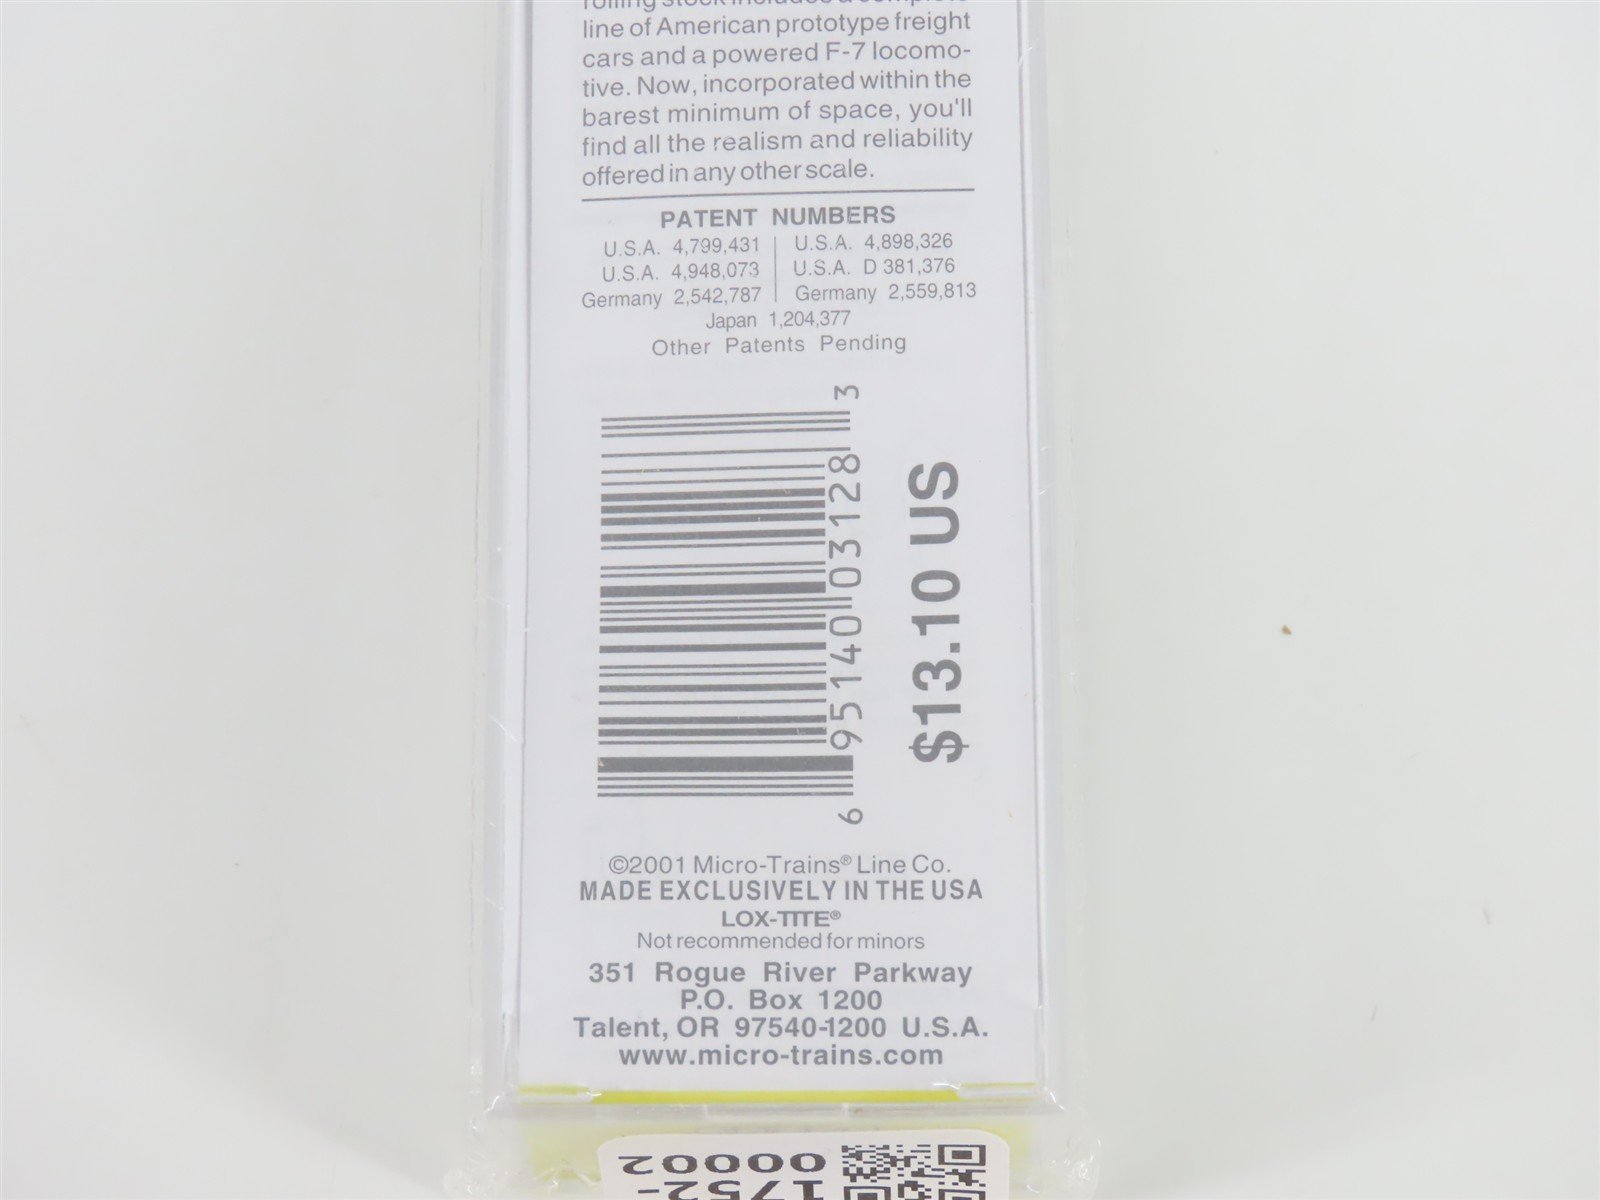 rolling stock includes a complete
line of American prototype freight
cars and a powered F-7 locomo-
tive. Now, incorporated within the
barest minimum of space, you'll
find all the realism and reliability
offered in any other scale.
PATENT NUMBERS
U.S.A. 4,799,431 U.S.A. 4,898,326
U.S.A. 4,948,073 U.S.A. D 381,376
Germany 2,542,787 Germany 2,559,813
Japan 1,204,377
Other Patents Pending
6 95140 03128 3
$13.10 US
©2001 Micro-Trains® Line Co.
MADE EXCLUSIVELY IN THE USA
LOX-TITE®
Not recommended for minors
351 Rogue River Parkway
P.O. Box 1200
Talent, OR 97540-1200 U.S.A.
www.micro-trains.com
1752-
00002